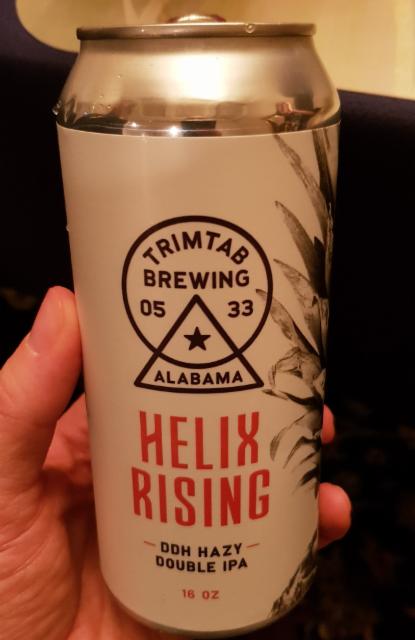 TRIMTAB
BREWING
05 33
ALABAMA
HELIX
RISING
DDH HAZY
DOUBLE IPA
16 OZ